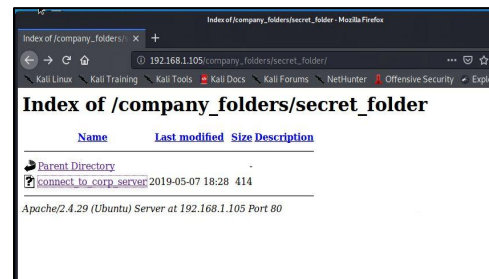 Index of /company_folders/secret_folder - Mozilla Firefox
Index of /company_folders/s
192.168.1.105/company_folders/secret_folder/
Kali Linux Kali Training Kali Tools Kali Docs Kali Forums NetHunter Offensive Security Expl
Index of /company_folders/secret_folder
Name Last modified Size Description
Parent Directory -
connect_to_corp_server 2019-05-07 18:28 414
Apache/2.4.29 (Ubuntu) Server at 192.168.1.105 Port 80